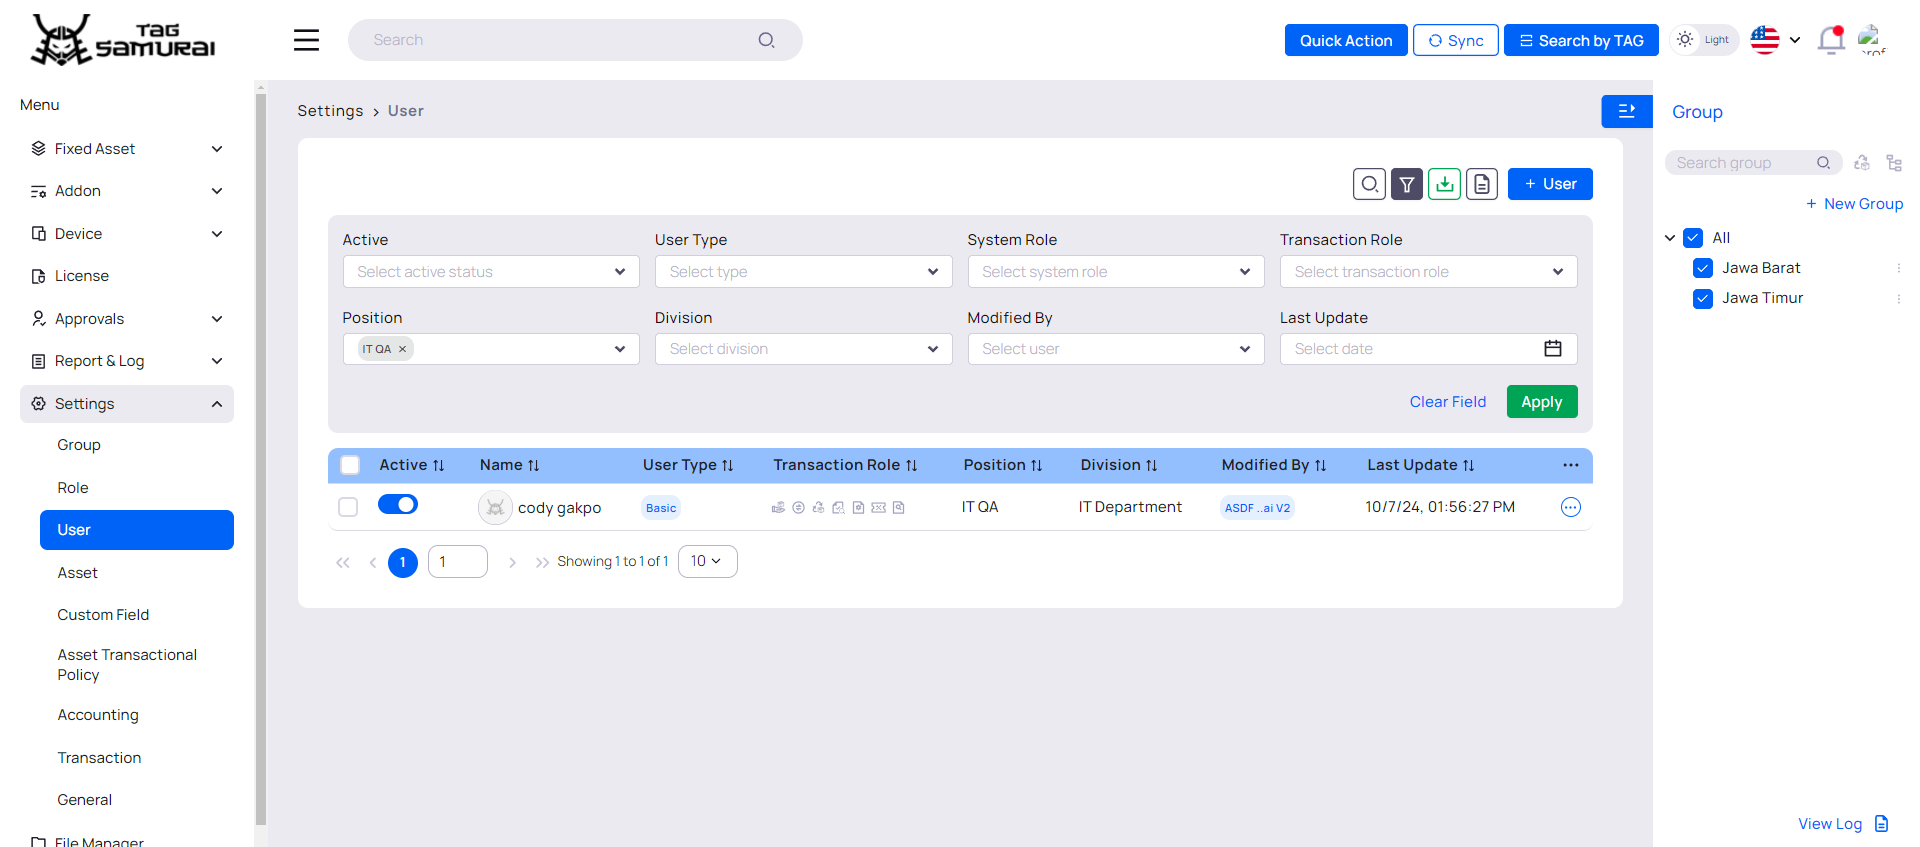 TAG SAMURAI
Search
Quick Action
Sync
Search by TAG
Light
Menu
Fixed Asset
Addon
Device
License
Approvals
Report & Log
Settings
Group
Role
User
Asset
Custom Field
Asset Transactional
Policy
Accounting
Transaction
General
File Manager
Settings > User
+ User
Active
User Type
System Role
Transaction Role
Select active status
Select type
Select system role
Select transaction role
Position
Division
Modified By
Last Update
IT QA ×
Select division
Select user
Select date
Clear Field
Apply
Active Name User Type Transaction Role Position Division Modified By Last Update
cody gakpo Basic IT QA IT Department ASDF ..ai V2 10/7/24, 01:56:27 PM
1 1 Showing 1 to 1 of 1 10
Group
Search group
+ New Group
All
Jawa Barat
Jawa Timur
View Log